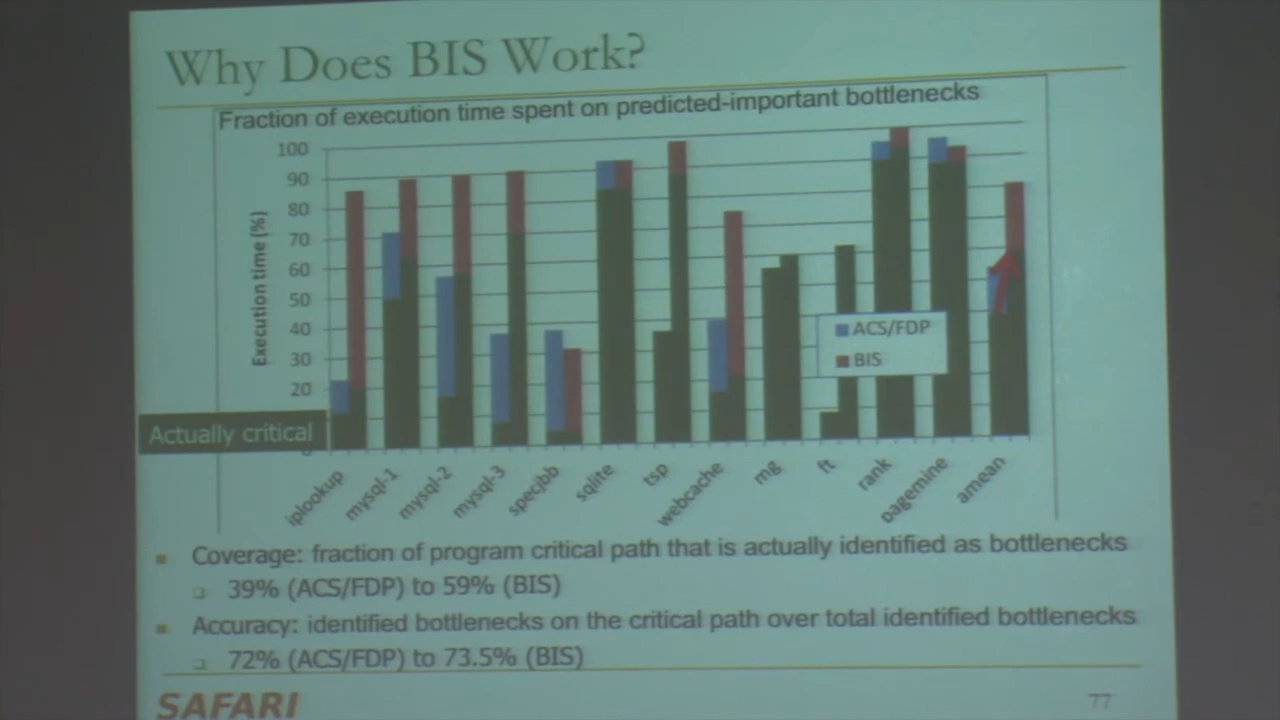 Why Does BIS Work?
Fraction of execution time spent on predicted-important bottlenecks
Execution time (%)
100
90
80
70
60
50
40
30
20
ACS/FDP
BIS
Actually critical
iplookup
mysql-1
mysql-2
mysql-3
specjbb
sqlite
tsp
webcache
mg
ft
rank
pagemine
amean
Coverage: fraction of program critical path that is actually identified as bottlenecks
39% (ACS/FDP) to 59% (BIS)
Accuracy: identified bottlenecks on the critical path over total identified bottlenecks
72% (ACS/FDP) to 73.5% (BIS)
SAFARI
77